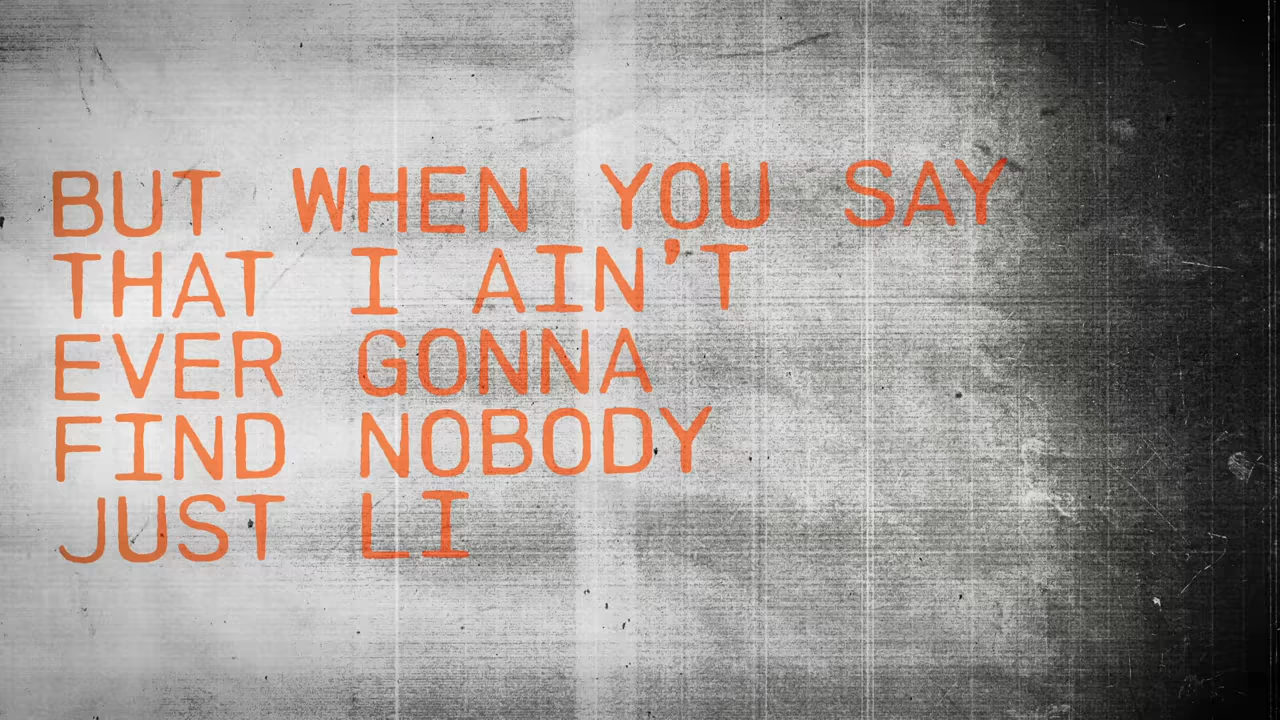 BUT WHEN YOU SAY
THAT I AIN'T
EVER GONNA
FIND NOBODY
JUST LI